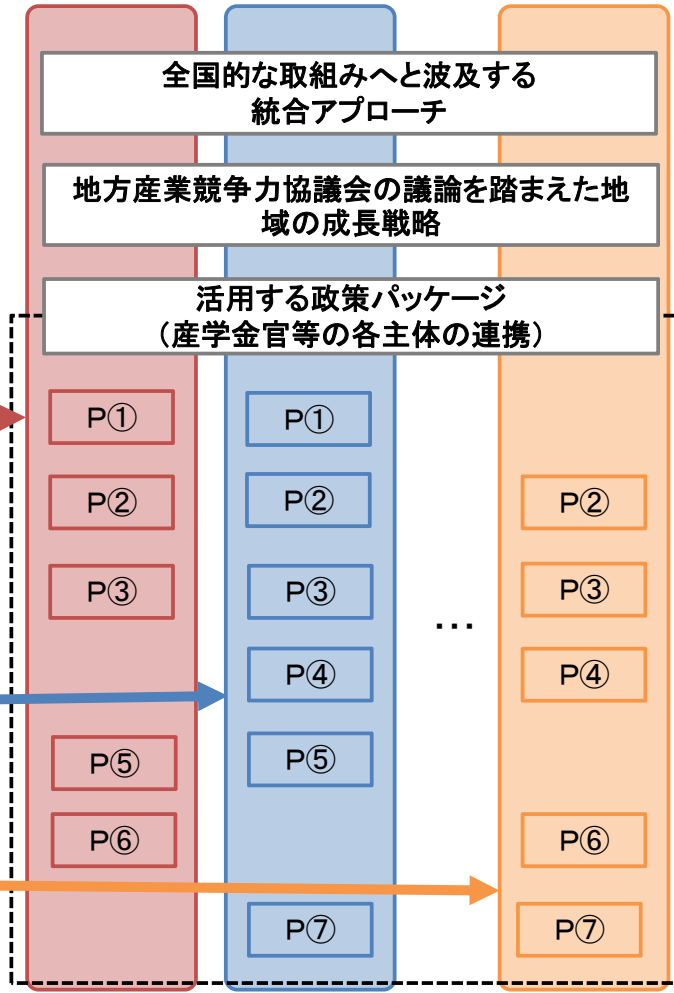 全国的な取組みへと波及する
統合アプローチ
地方産業競争力協議会の議論を踏まえた地
域の成長戦略
活用する政策パッケージ
（産学金官等の各主体の連携）
P① P①
P② P② P②
P③ P③ P③
…
P④ P④
P⑤ P⑤
P⑥ P⑥
P⑦ P⑦